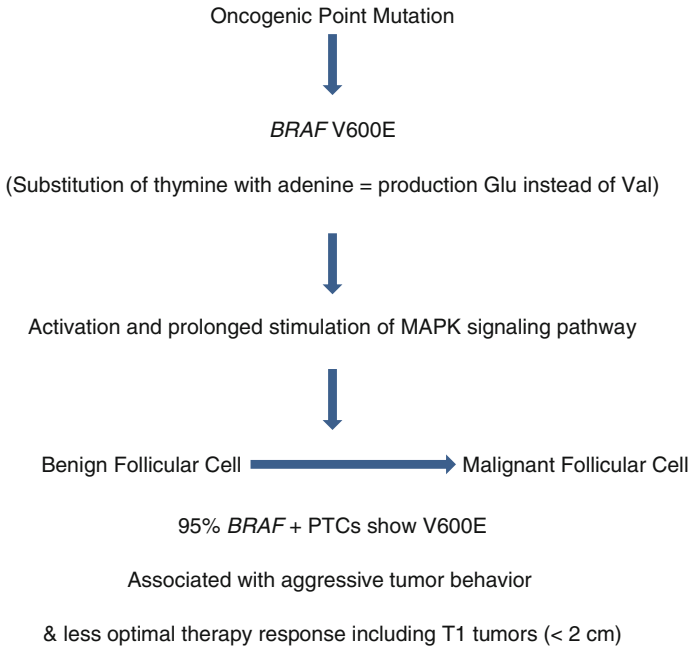 Oncogenic Point Mutation
BRAF V600E
(Substitution of thymine with adenine = production Glu instead of Val)
Activation and prolonged stimulation of MAPK signaling pathway
Benign Follicular Cell Malignant Follicular Cell
95% BRAF + PTCs show V600E
Associated with aggressive tumor behavior
& less optimal therapy response including T1 tumors (< 2 cm)